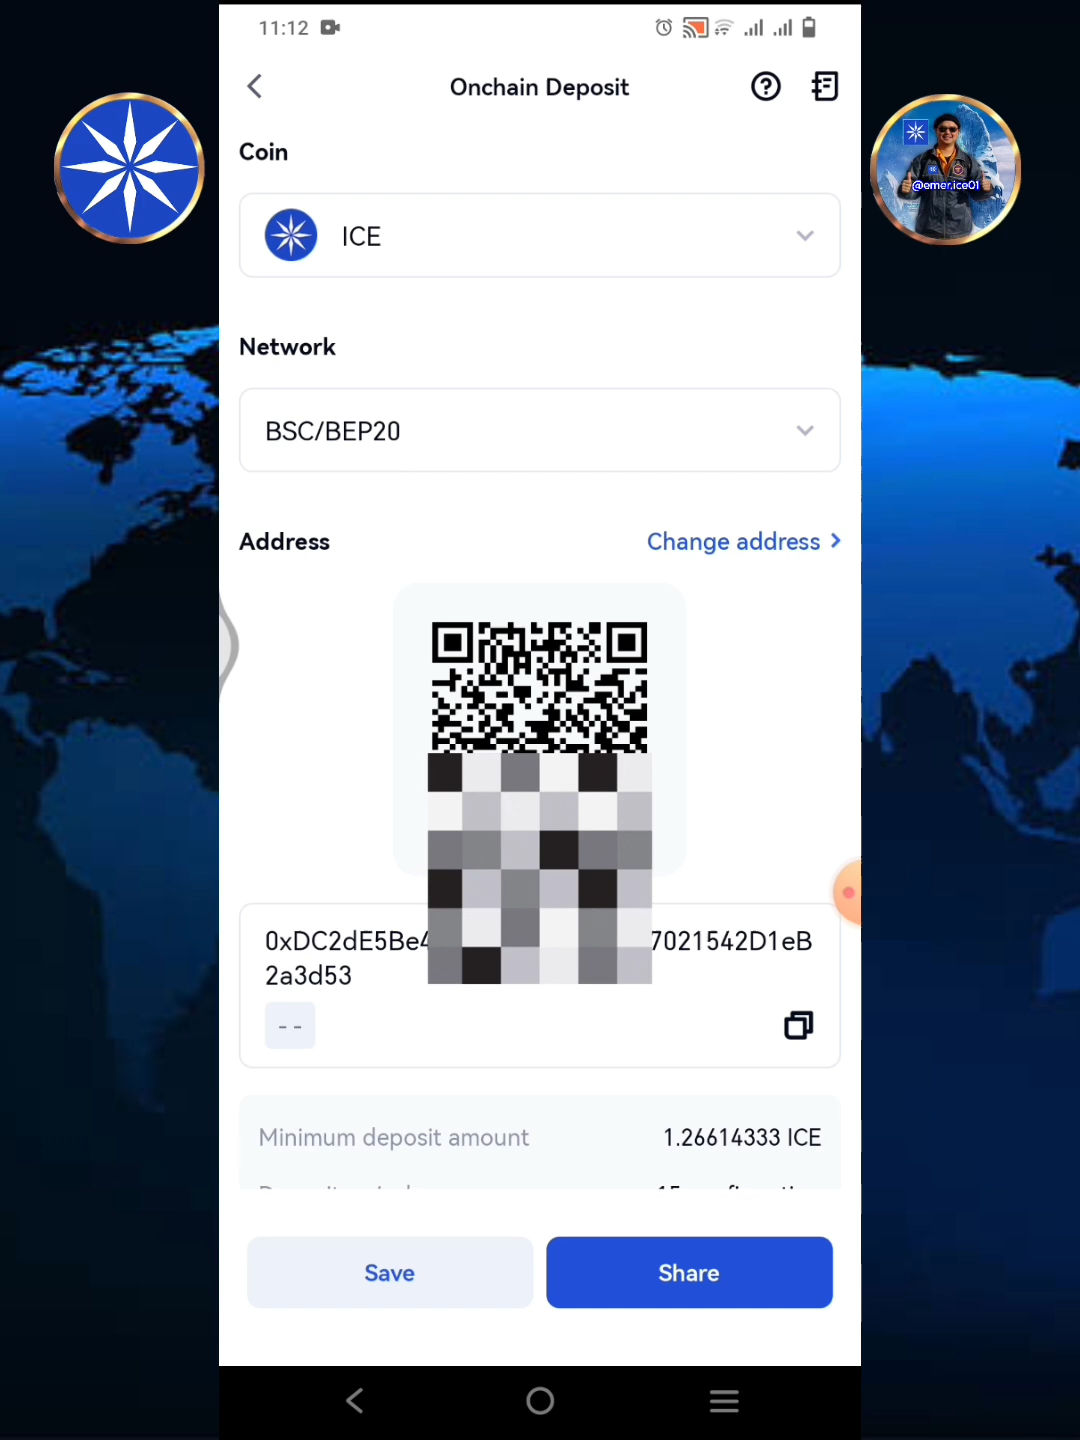 11:12
Onchain Deposit
Coin
@emer.ice01
ICE
Network
BSC/BEP20
Address
Change address
0xDC2dE5Be4
7021542D1eB
2a3d53
--
Minimum deposit amount
1.26614333 ICE
Save
Share